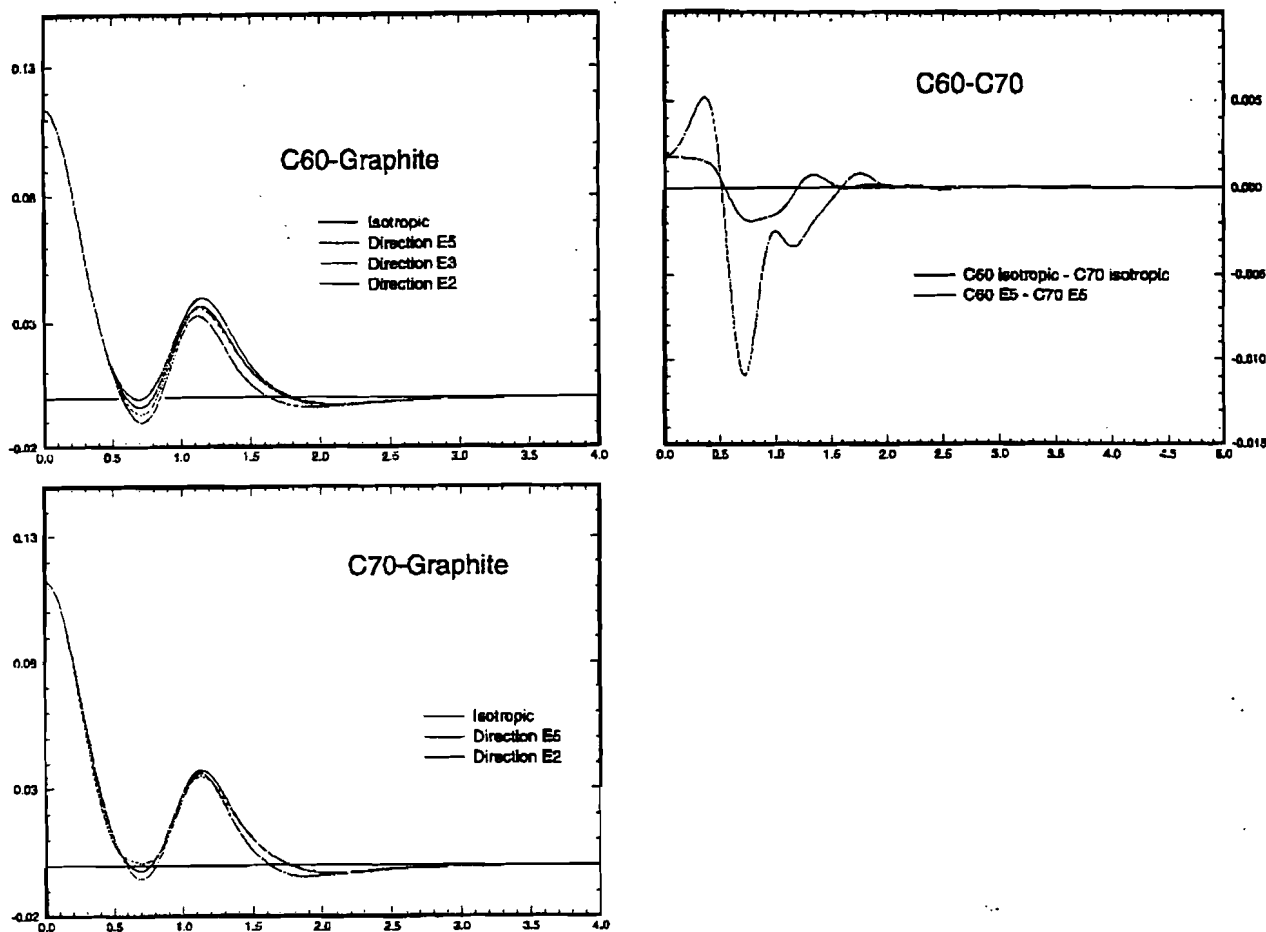 0.13
C60-Graphite
0.08
Isotropic
Direction E5
Direction E3
Direction E2
0.03
-0.02
0.0 0.5 1.0 1.5 2.0 2.5 3.0 3.5 4.0
C60-C70
0.005
0.000
C60 Isotropic - C70 isotropic
-0.005
C60 E5 - C70 E5
-0.010
-0.015
0.0 0.5 1.0 1.5 2.0 2.5 3.0 3.5 4.0 4.5 5.0
0.13
C70-Graphite
0.08
Isotropic
Direction E5
Direction E2
0.03
-0.02
0.0 0.5 1.0 1.5 2.0 2.5 3.0 3.5 4.0